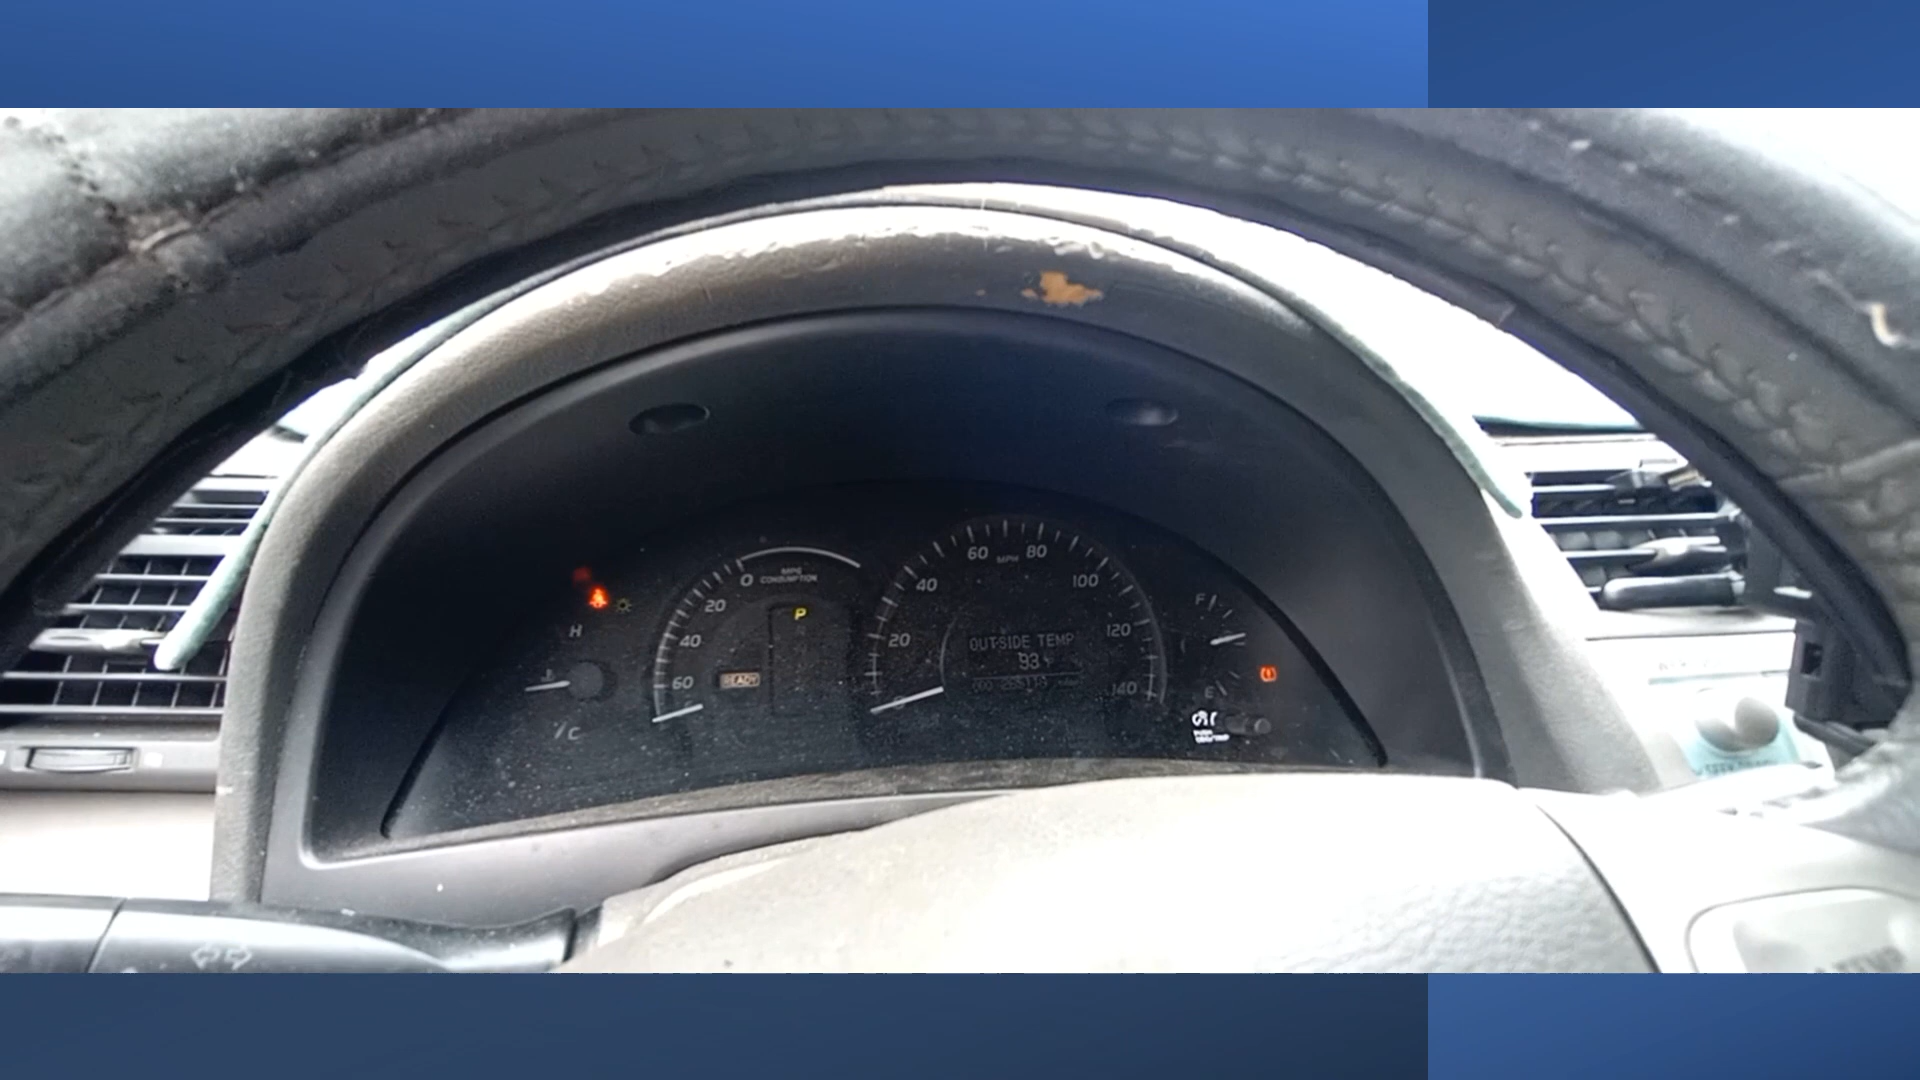 0
MPG
CONSUMPTION
20
40
60
P
READY
H
C
60 MPH 80
40
100
20
120
140
OUTSIDE TEMP
93°F
F
E